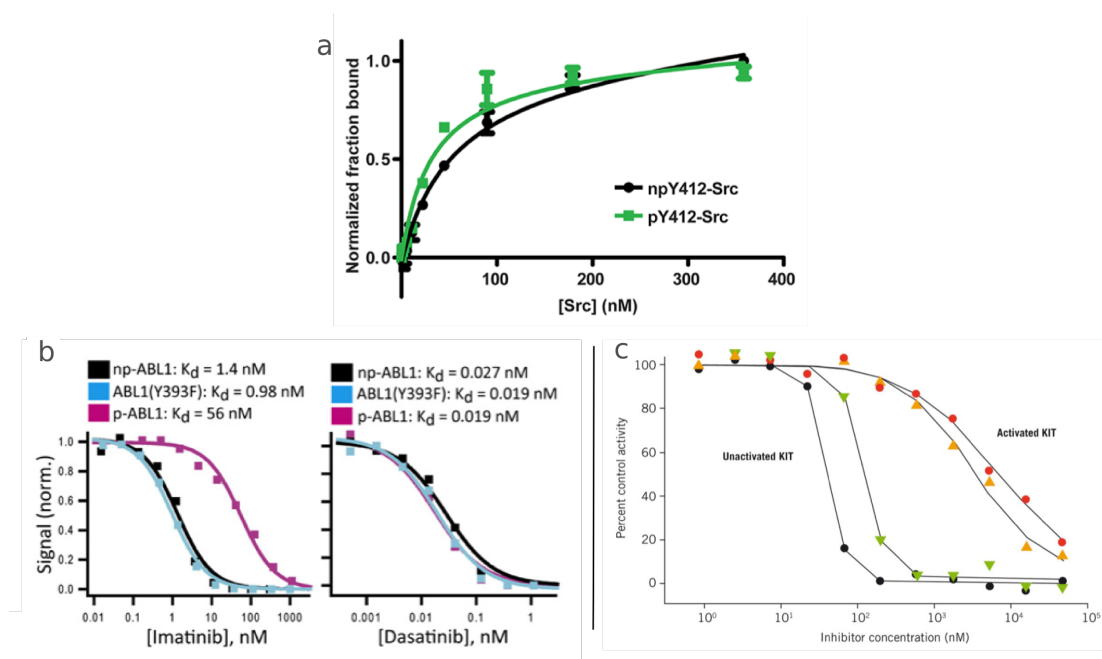 a
Normalized fraction bound
1.0
0.5
0.0
100
200
300
400
[Src] (nM)
npY412-Src
pY412-Src
b
np-ABL1: Kd = 1.4 nM
ABL1(Y393F): Kd = 0.98 nM
p-ABL1: Kd = 56 nM
np-ABL1: Kd = 0.027 nM
ABL1(Y393F): Kd = 0.019 nM
p-ABL1: Kd = 0.019 nM
Signal (norm.)
1.0
0.8
0.6
0.4
0.2
0.0
0.01 0.1 1 10 100 1000
[Imatinib], nM
0.001 0.01 0.1 1
[Dasatinib], nM
c
Percent control activity
100
80
60
40
20
0
Unactivated KIT
Activated KIT
10⁰ 10¹ 10² 10³ 10⁴ 10⁵
Inhibitor concentration (nM)